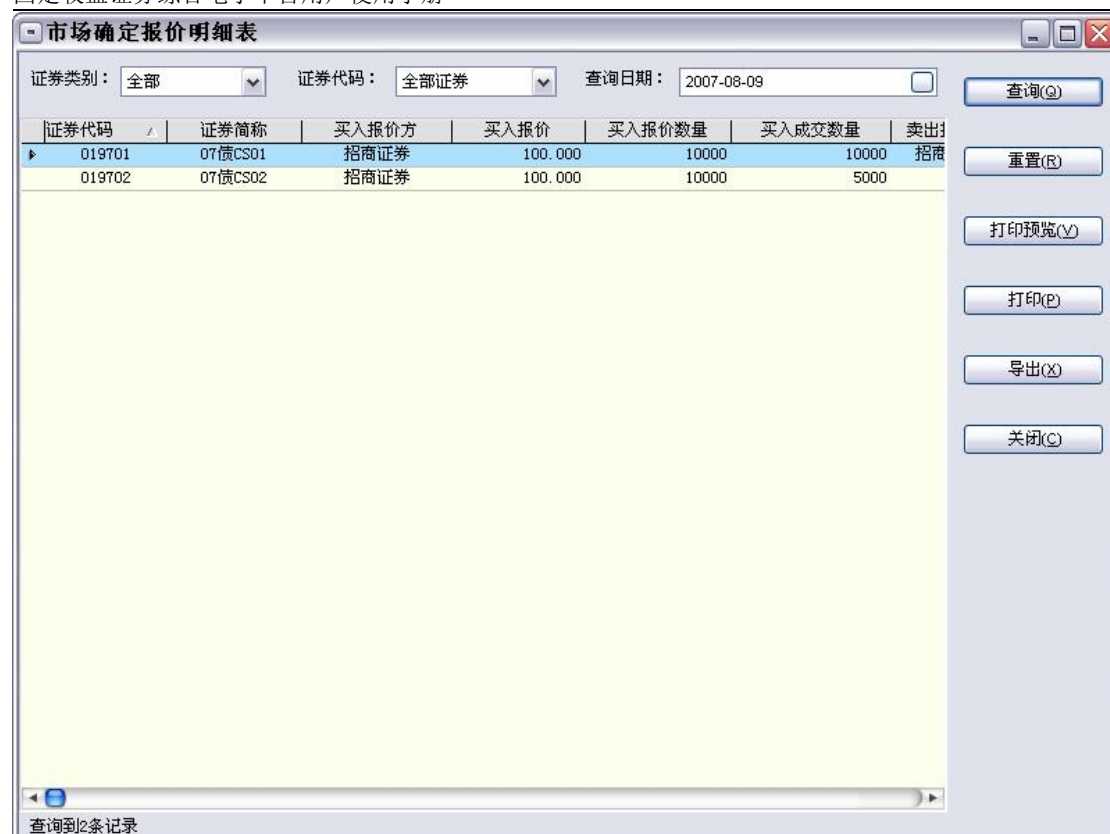 市场确定报价明细表
证券类别： 全部 证券代码： 全部证券 查询日期： 2007-08-09
查询(Q)
证券代码 证券简称 买入报价方 买入报价 买入报价数量 买入成交数量 卖出
019701 07债CS01 招商证券 100.000 10000 10000 招商
019702 07债CS02 招商证券 100.000 10000 5000
重置(R)
打印预览(V)
打印(P)
导出(X)
关闭(C)
查询到2条记录